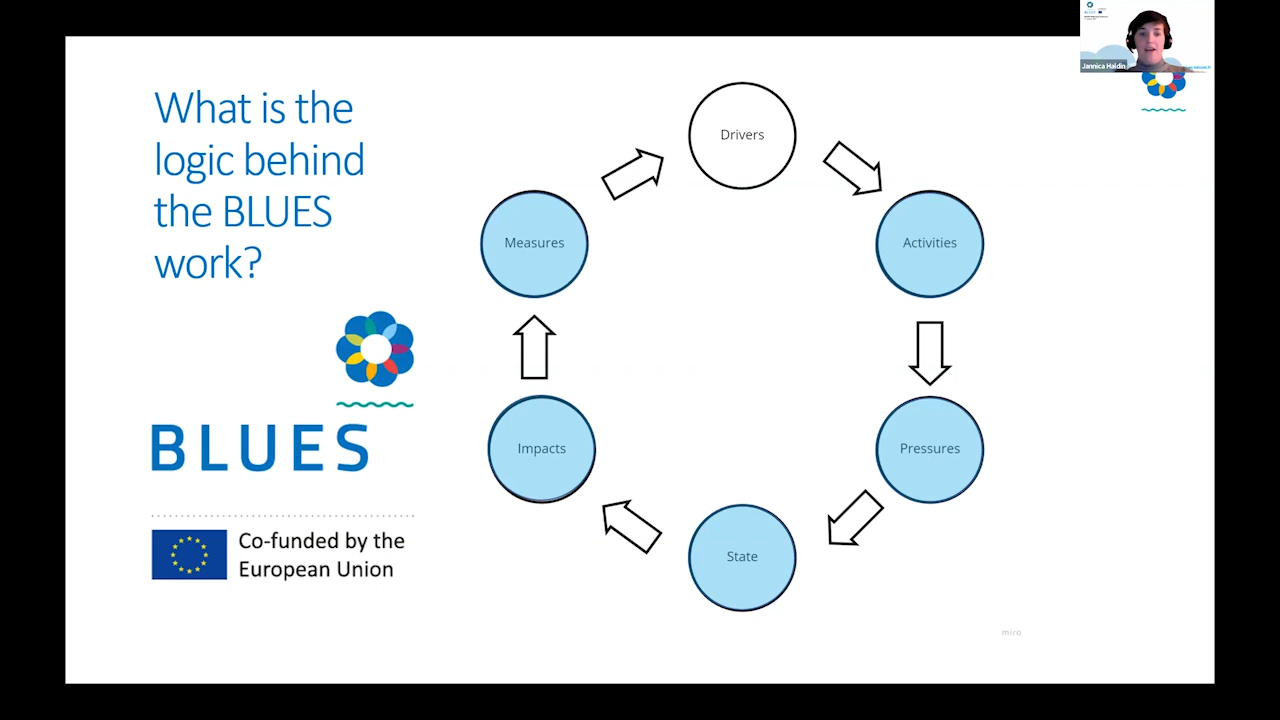 What is the
logic behind
the BLUES
work?
BLUES
Co-funded by the
European Union
Drivers
Measures
Activities
Impacts
Pressures
State
miro
BLUES
Jannica Haldin